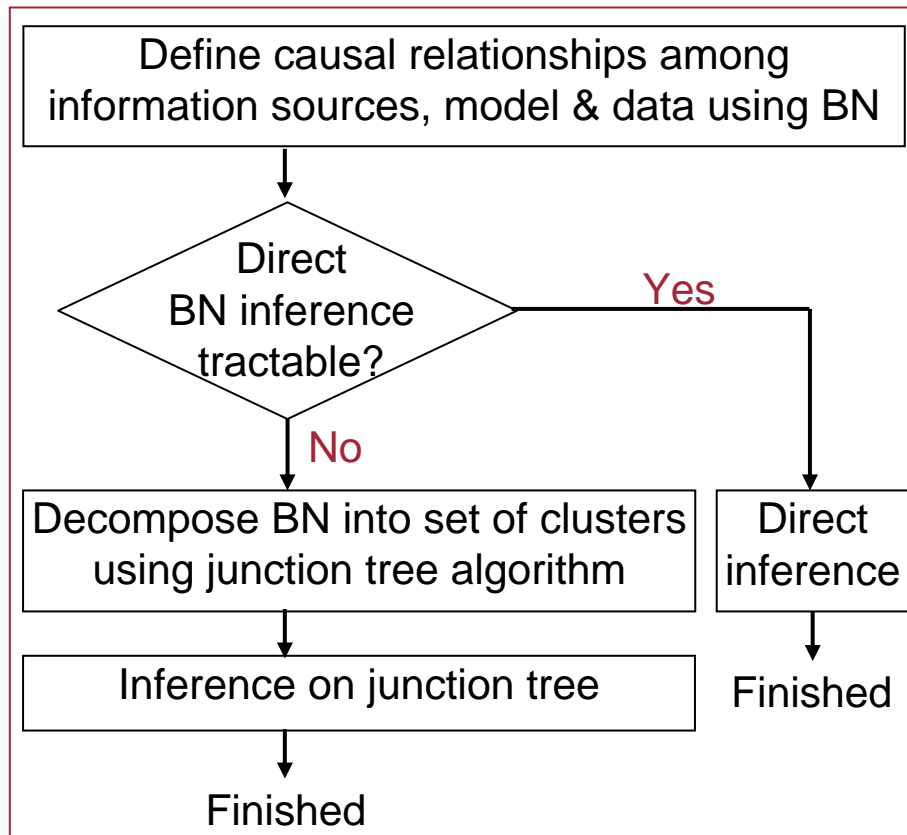 Define causal relationships among
information sources, model & data using BN
Direct
BN inference
tractable?
Yes
No
Decompose BN into set of clusters
using junction tree algorithm
Direct
inference
Inference on junction tree
Finished
Finished